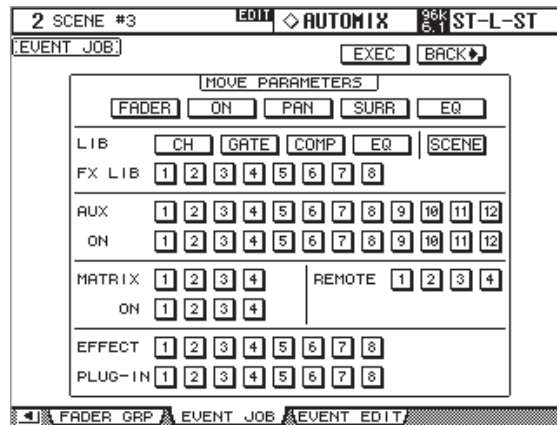 2 SCENE #3 EDIT ◇AUTOMIX 96k 6.1 ST-L-ST
EVENT JOB
EXEC BACK
MOVE PARAMETERS
FADER ON PAN SURR EQ
LIB CH GATE COMP EQ SCENE
FX LIB 1 2 3 4 5 6 7 8
AUX 1 2 3 4 5 6 7 8 9 10 11 12
ON 1 2 3 4 5 6 7 8 9 10 11 12
MATRIX 1 2 3 4 REMOTE 1 2 3 4
ON 1 2 3 4
EFFECT 1 2 3 4 5 6 7 8
PLUG-IN 1 2 3 4 5 6 7 8
FADER GRP EVENT JOB EVENT EDIT